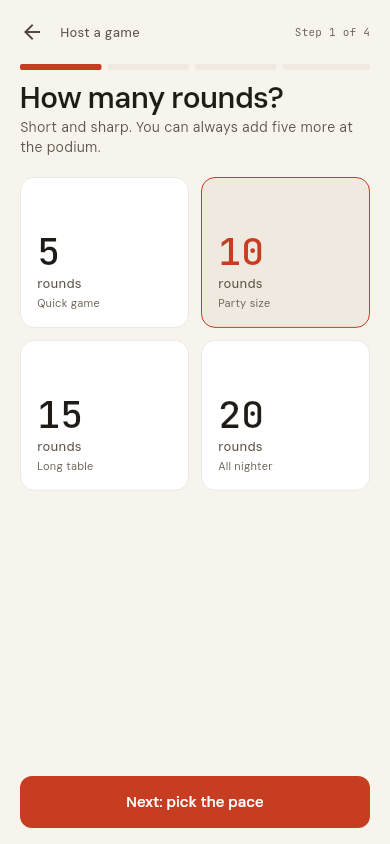 Host a game
Step 1 of 4
How many rounds?
Short and sharp. You can always add five more at
the podium.
5
rounds
Quick game
10
rounds
Party size
15
rounds
Long table
20
rounds
All nighter
Next: pick the pace